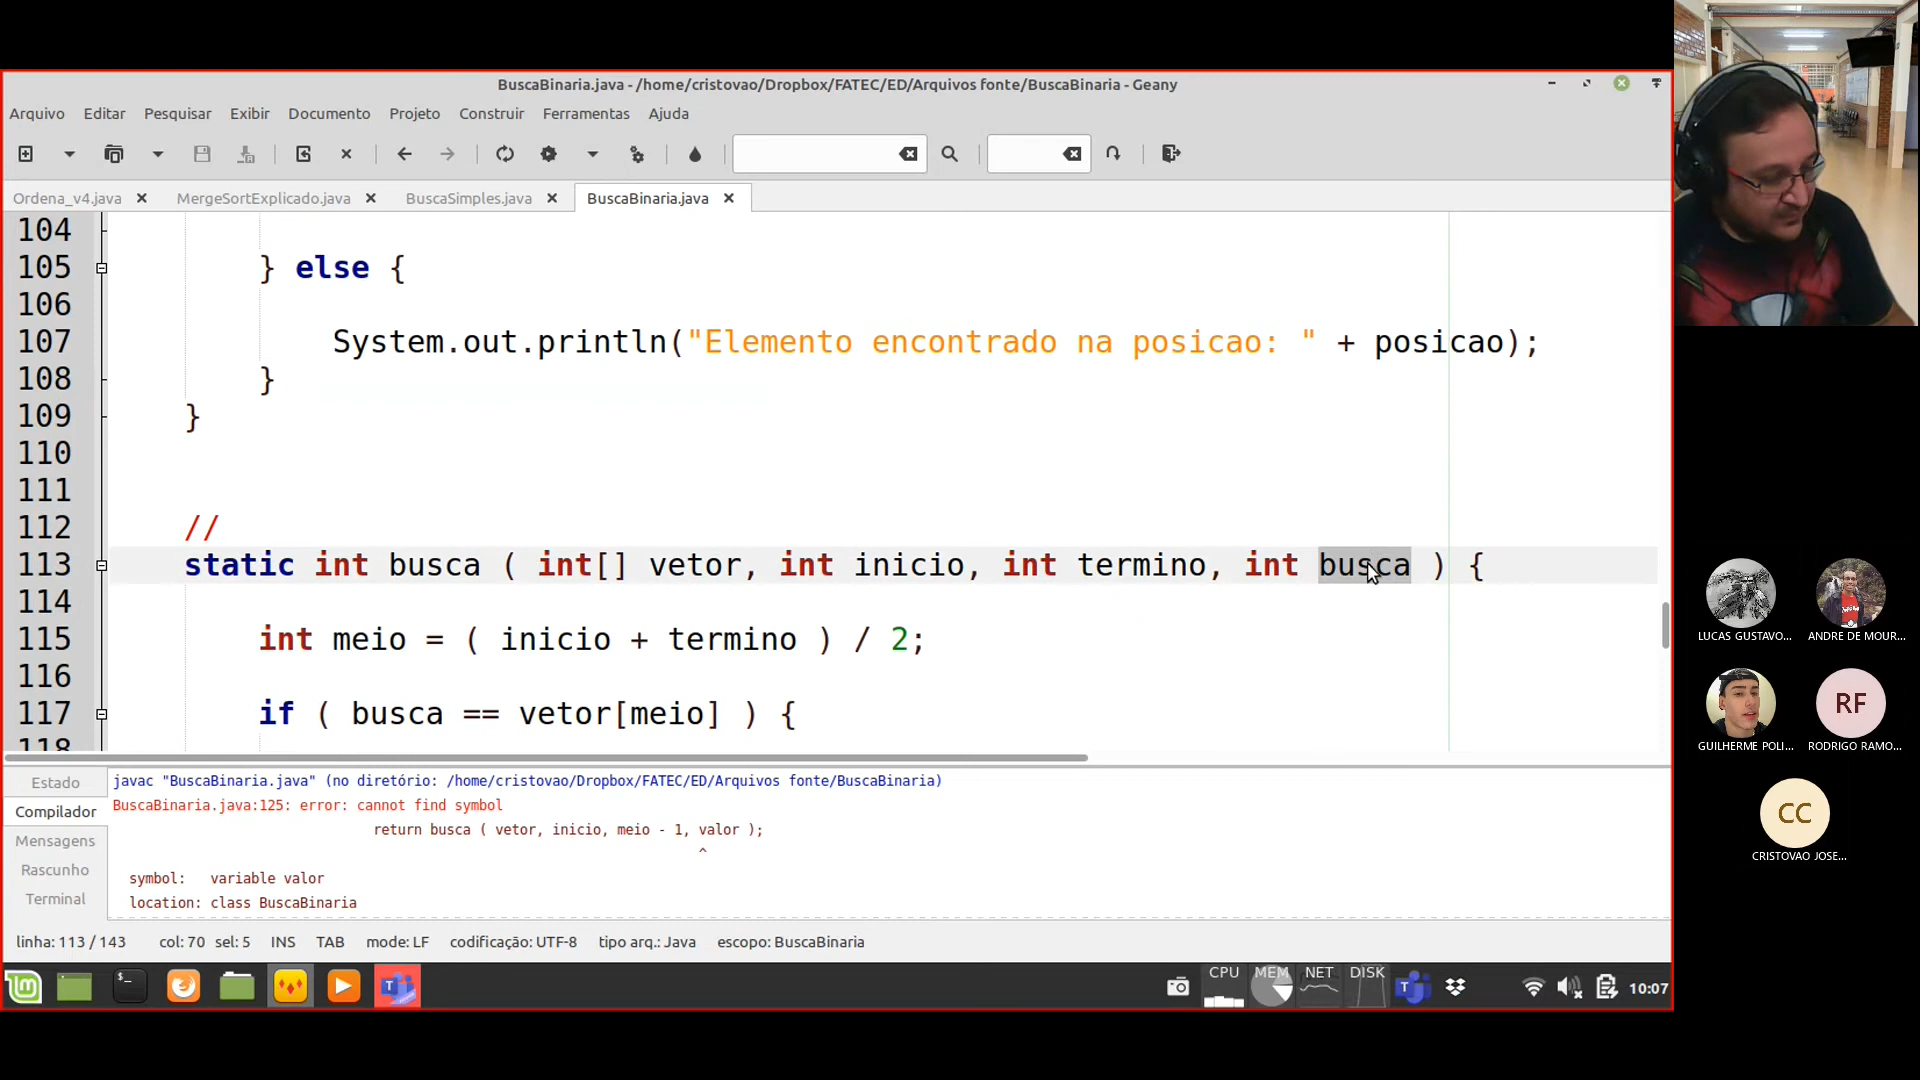 BuscaBinaria.java - /home/cristovao/Dropbox/FATEC/ED/Arquivos fonte/BuscaBinaria - Geany
Arquivo Editar Pesquisar Exibir Documento Projeto Construir Ferramentas Ajuda
Ordena_v4.java MergeSortExplicado.java BuscaSimples.java BuscaBinaria.java
104
105 } else {
106
107 System.out.println("Elemento encontrado na posicao: " + posicao);
108 }
109 }
110
111
112 //
113 static int busca ( int[] vetor, int inicio, int termino, int busca ) {
114
115 int meio = ( inicio + termino ) / 2;
116
117 if ( busca == vetor[meio] ) {
118
Estado
Compilador
Mensagens
Rascunho
Terminal
javac "BuscaBinaria.java" (no diretório: /home/cristovao/Dropbox/FATEC/ED/Arquivos fonte/BuscaBinaria)
BuscaBinaria.java:125: error: cannot find symbol
return busca ( vetor, inicio, meio - 1, valor );
^
symbol: variable valor
location: class BuscaBinaria
linha: 113 / 143 col: 70 sel: 5 INS TAB mode: LF codificação: UTF-8 tipo arq.: Java escopo: BuscaBinaria
CPU MEM NET DISK 10:07
LUCAS GUSTAVO... ANDRE DE MOUR...
GUILHERME POLI... RF RODRIGO RAMO...
CC
CRISTOVAO JOSE...